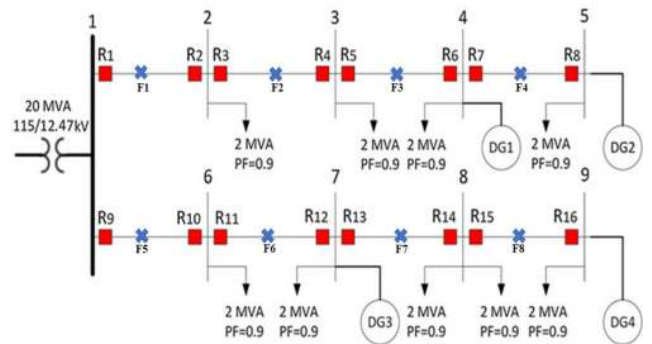 1 2 3 4 5
R1 R2 R3 R4 R5 R6 R7 R8
F1 F2 F3 F4
20 MVA
115/12.47kV
2 MVA 2 MVA 2 MVA DG1 2 MVA DG2
PF=0.9 PF=0.9 PF=0.9 PF=0.9
6 7 8 9
R9 R10 R11 R12 R13 R14 R15 R16
F5 F6 F7 F8
2 MVA 2 MVA DG3 2 MVA 2 MVA 2 MVA DG4
PF=0.9 PF=0.9 PF=0.9 PF=0.9 PF=0.9